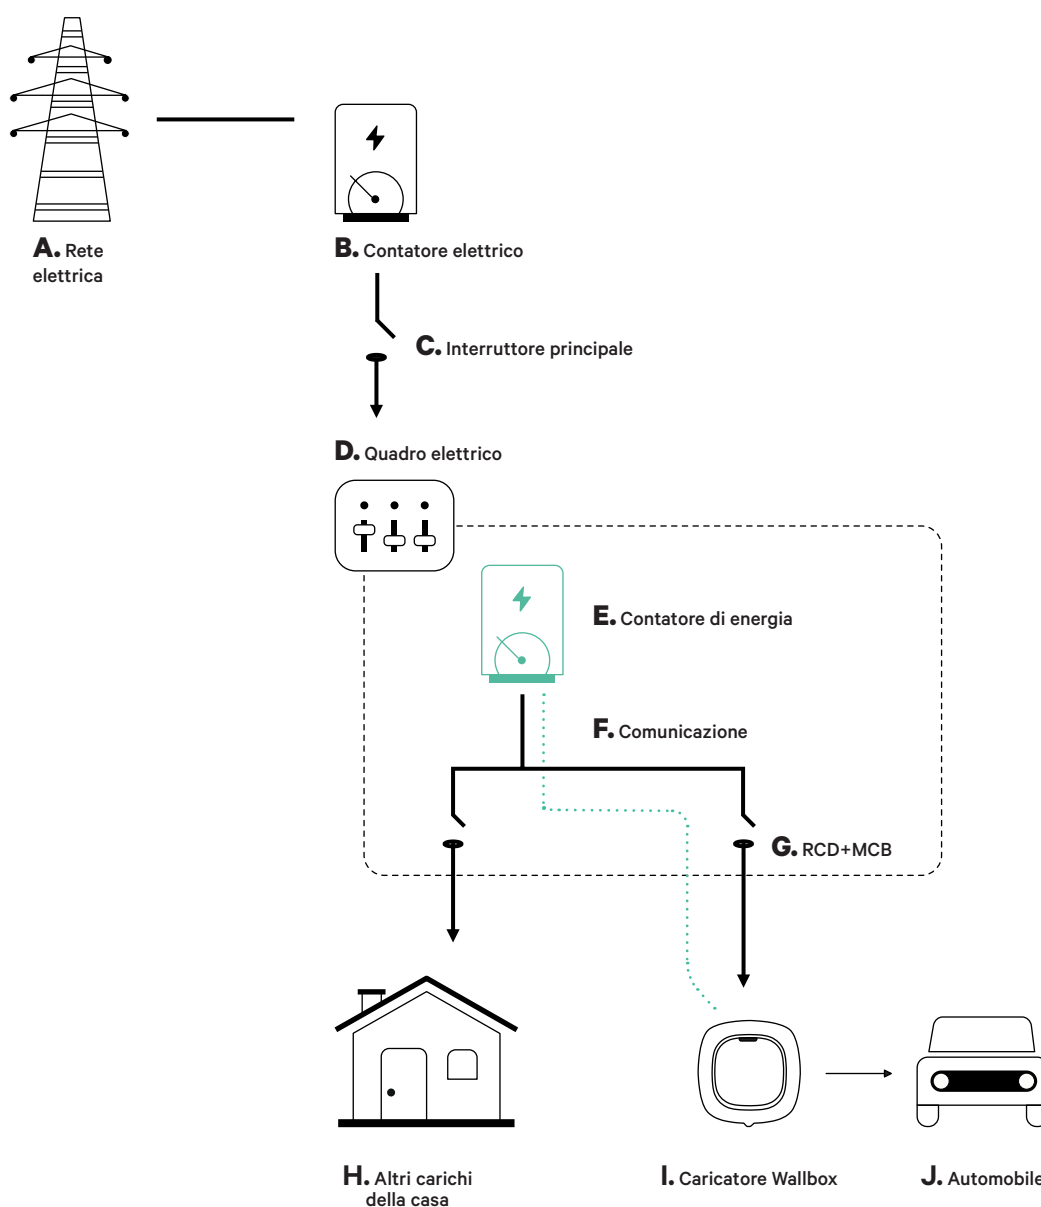 A. Rete
elettrica
B. Contatore elettrico
C. Interruttore principale
D. Quadro elettrico
E. Contatore di energia
F. Comunicazione
G. RCD+MCB
H. Altri carichi
della casa
I. Caricatore Wallbox
J. Automobile